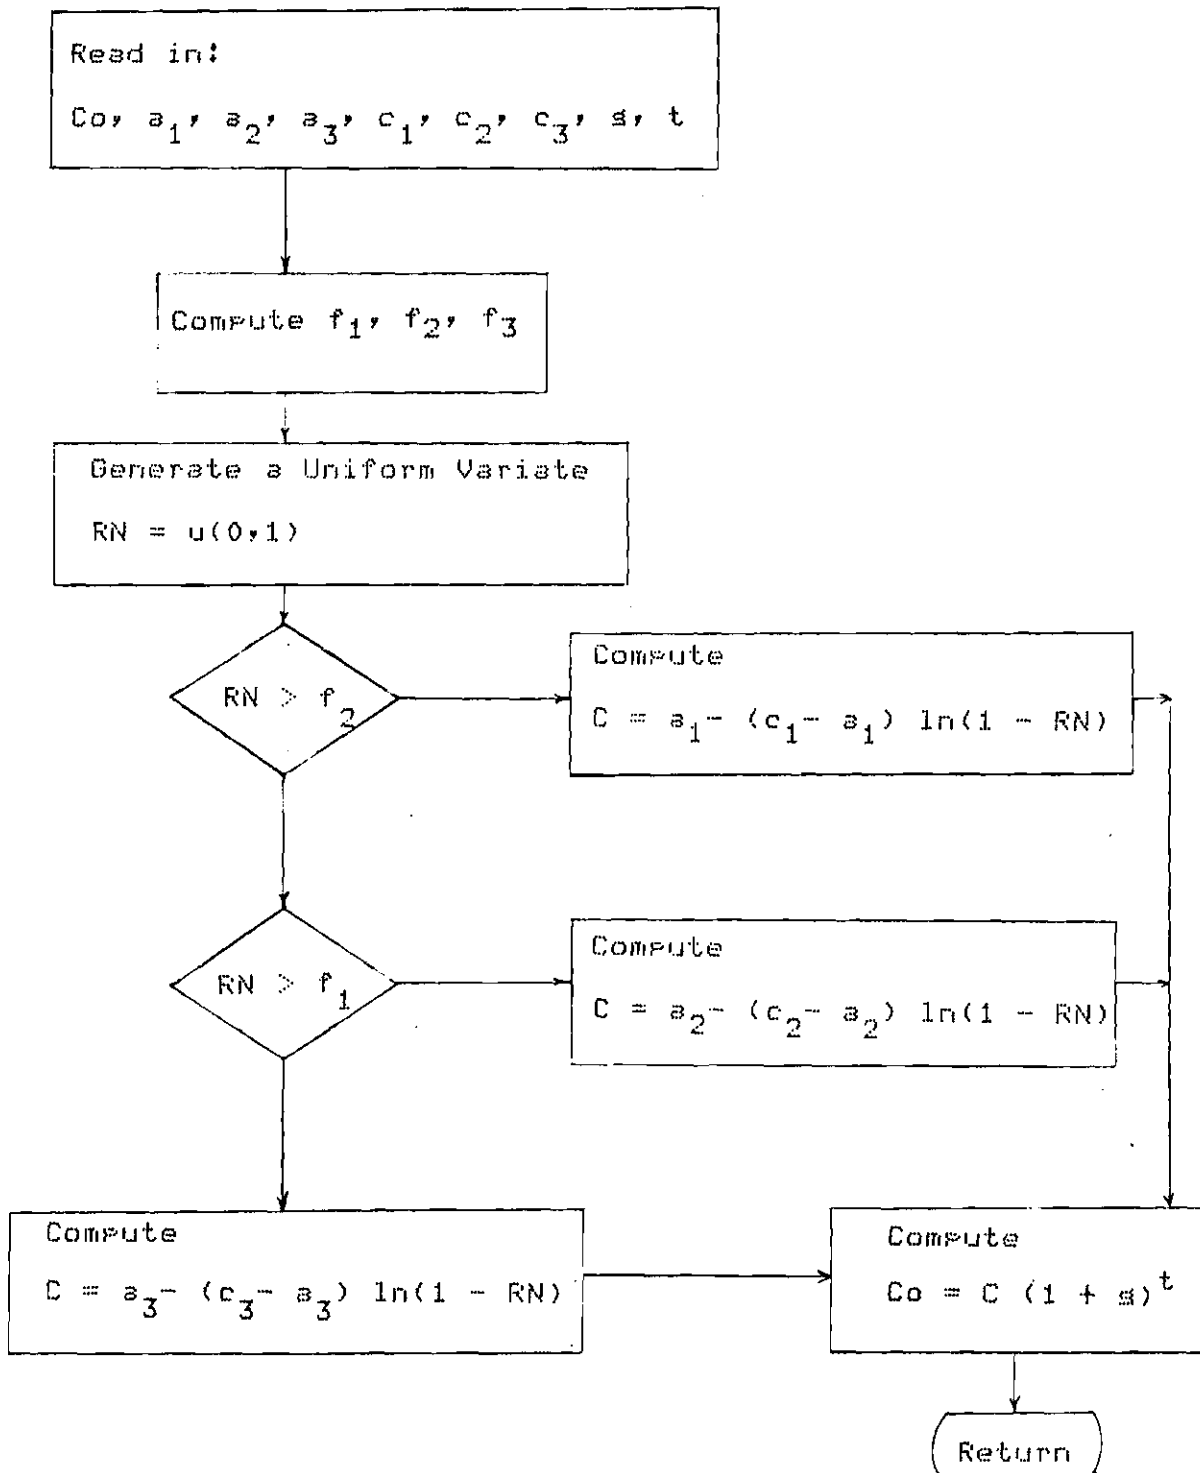 Read in:
Co, a₁, a₂, a₃, c₁, c₂, c₃, s, t
Compute f₁, f₂, f₃
Generate a Uniform Variate
RN = u(0,1)
RN > f₂
Compute
C = a₁- (c₁- a₁) ln(1 - RN)
RN > f₁
Compute
C = a₂- (c₂- a₂) ln(1 - RN)
Compute
C = a₃- (c₃- a₃) ln(1 - RN)
Compute
Co = C (1 + s)ᵗ
Return